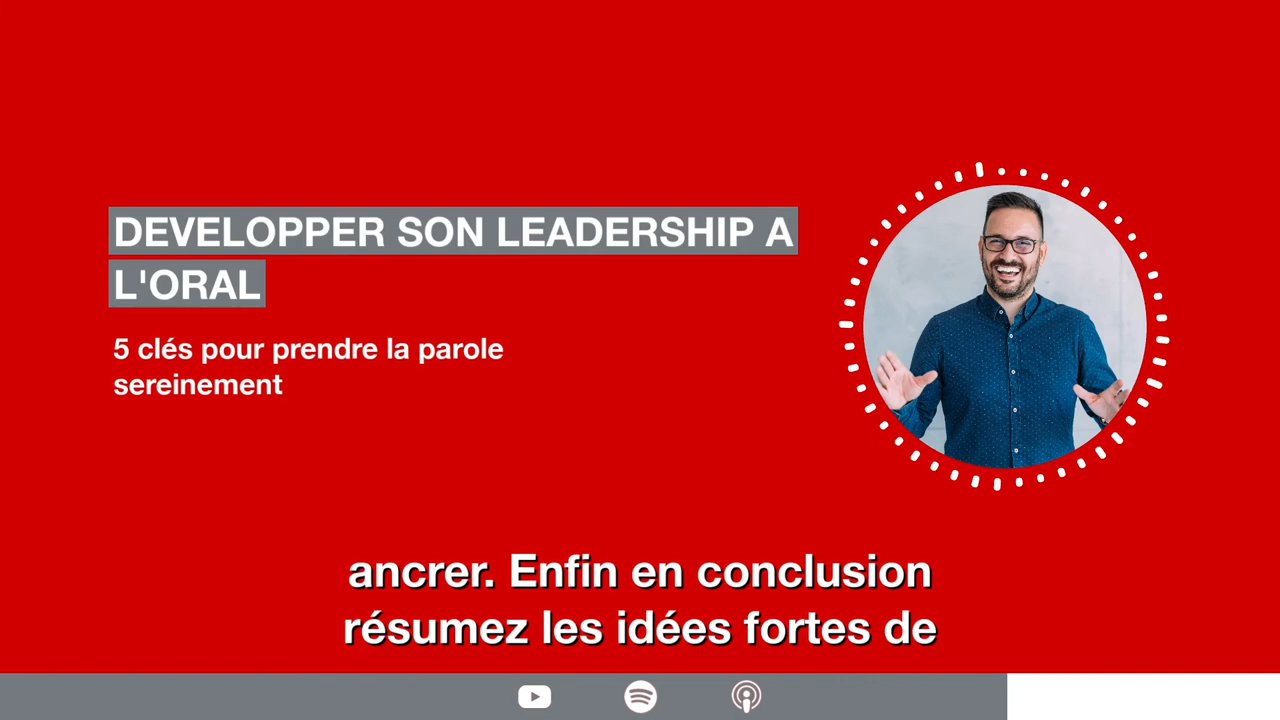 DEVELOPPER SON LEADERSHIP A
L'ORAL
5 clés pour prendre la parole
sereinement
ancrer. Enfin en conclusion
résumez les idées fortes de